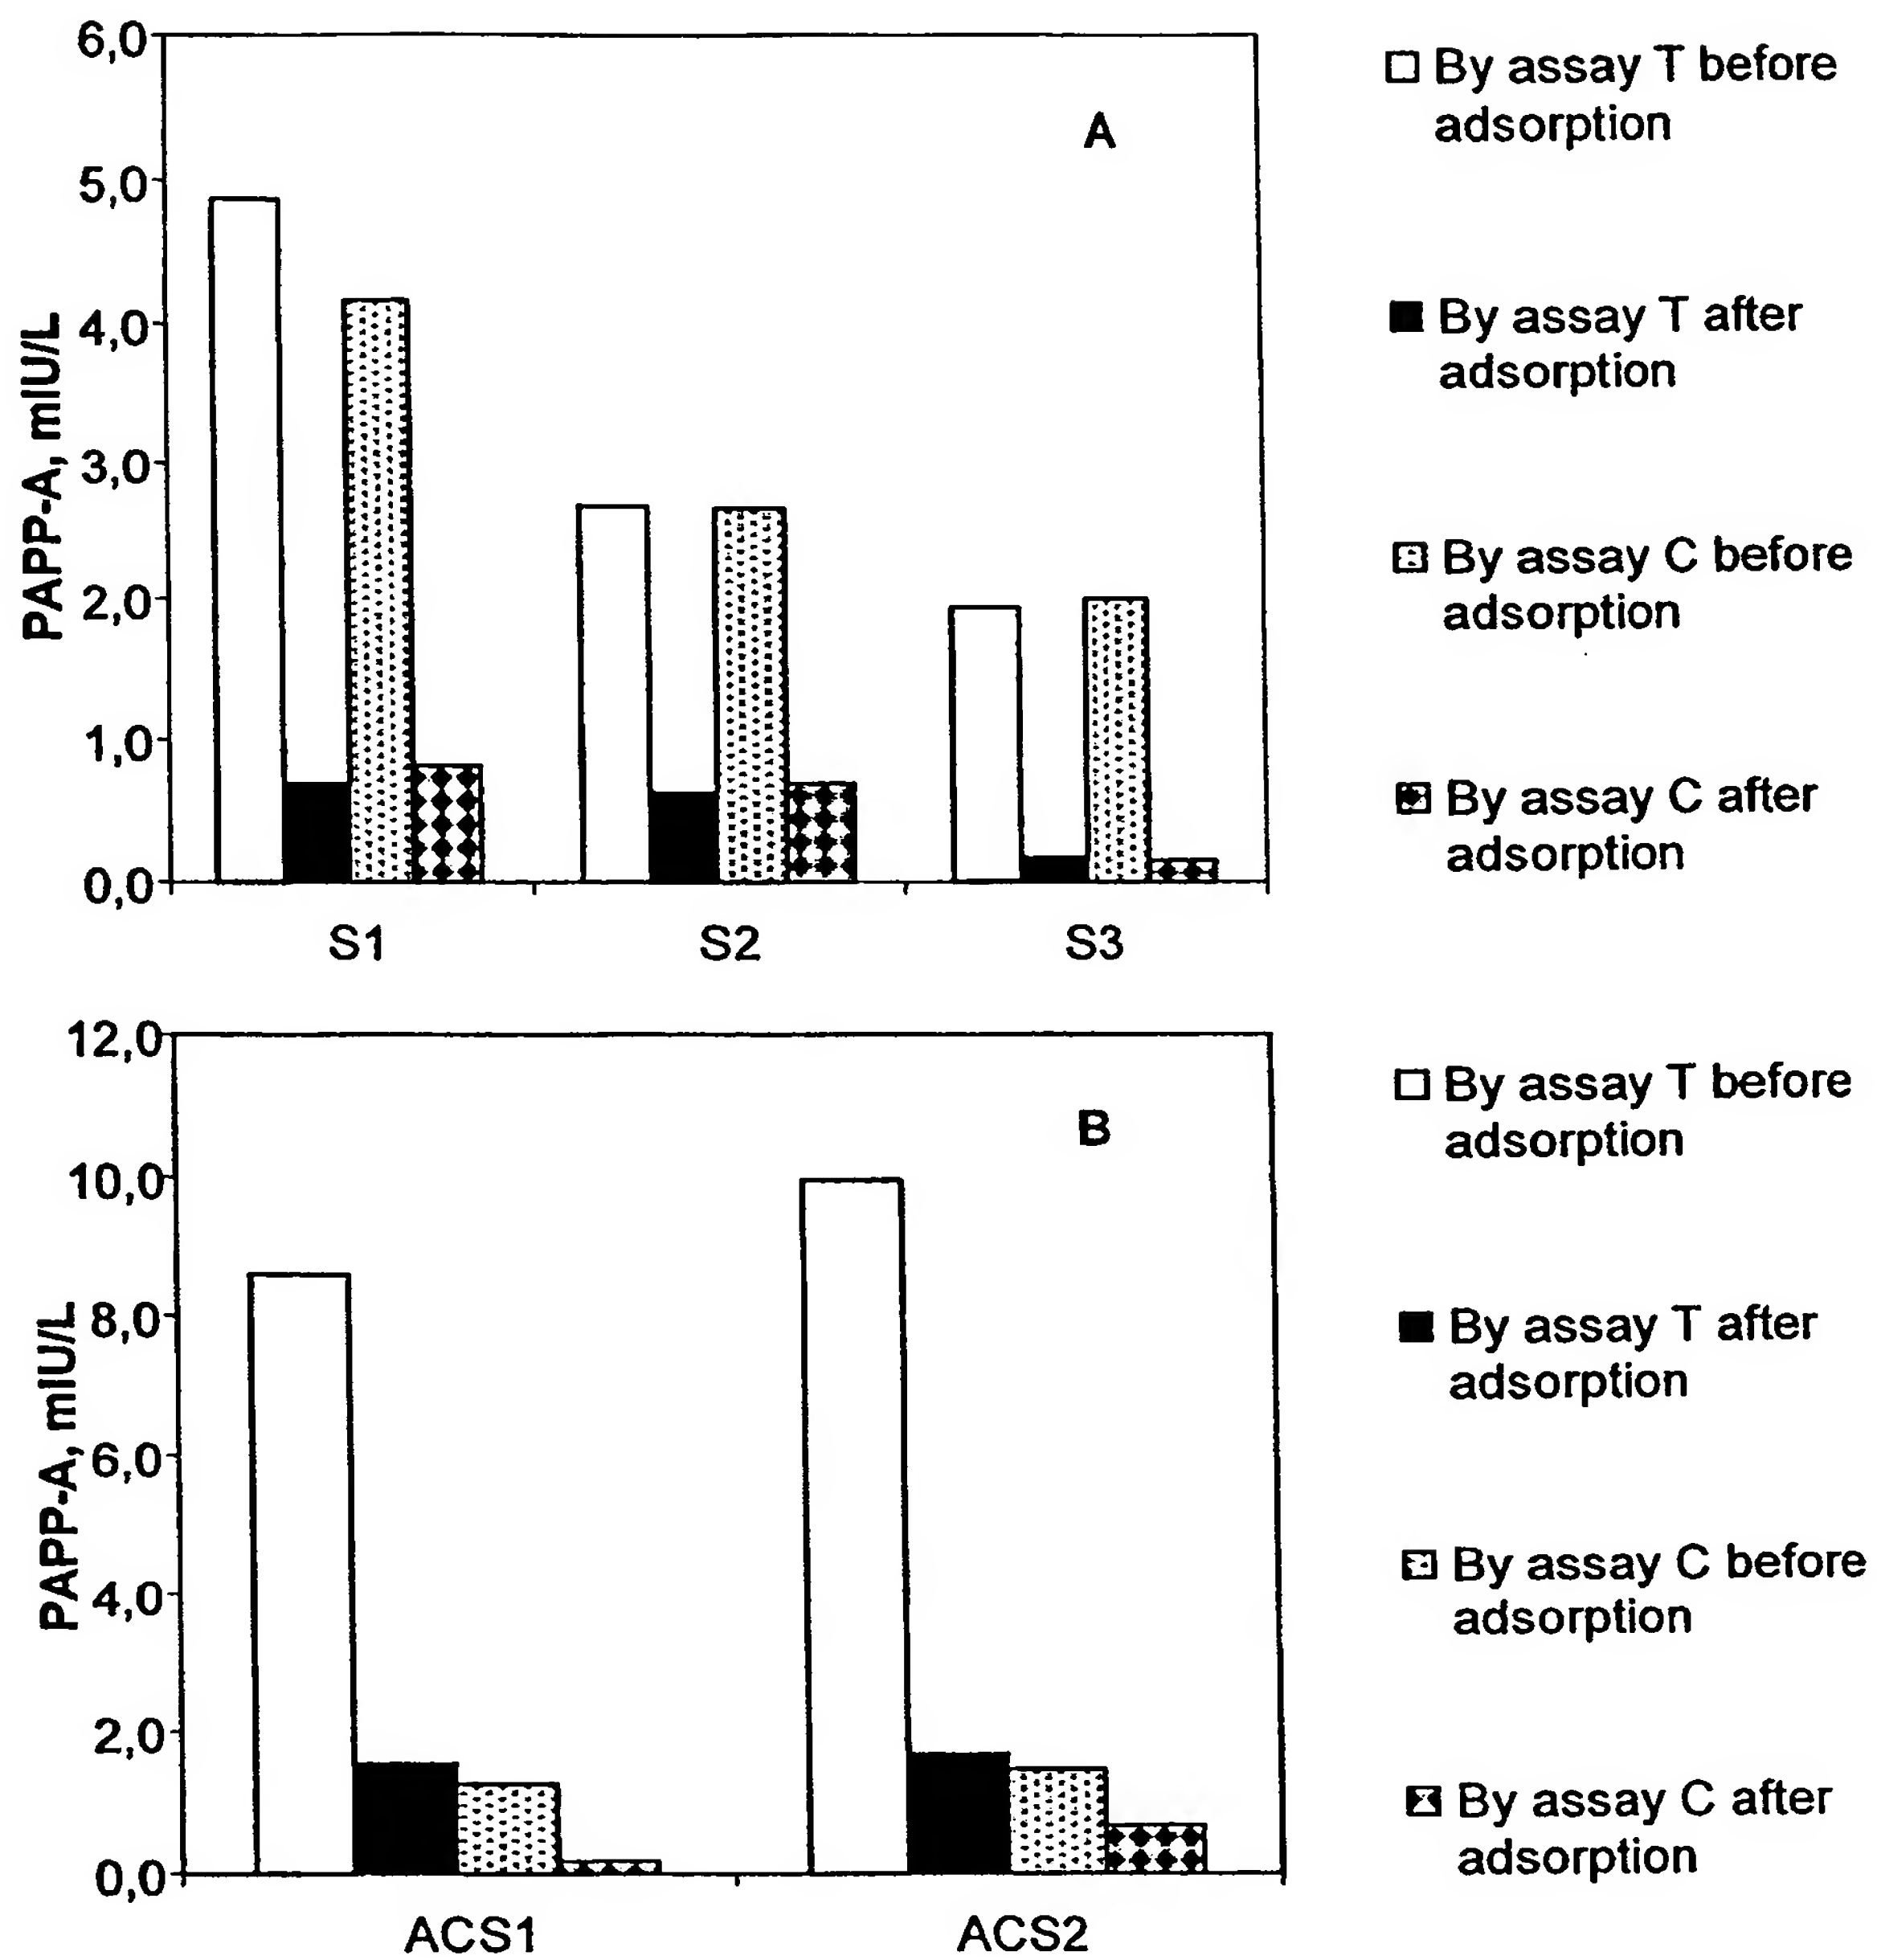 6,0
5,0
4,0
3,0
2,0
1,0
0,0
PAPP-A, mIU/L
A
S1 S2 S3
By assay T before
adsorption
By assay T after
adsorption
By assay C before
adsorption
By assay C after
adsorption
12,0
10,0
8,0
6,0
4,0
2,0
0,0
PAPP-A, mIU/L
B
ACS1 ACS2
By assay T before
adsorption
By assay T after
adsorption
By assay C before
adsorption
By assay C after
adsorption